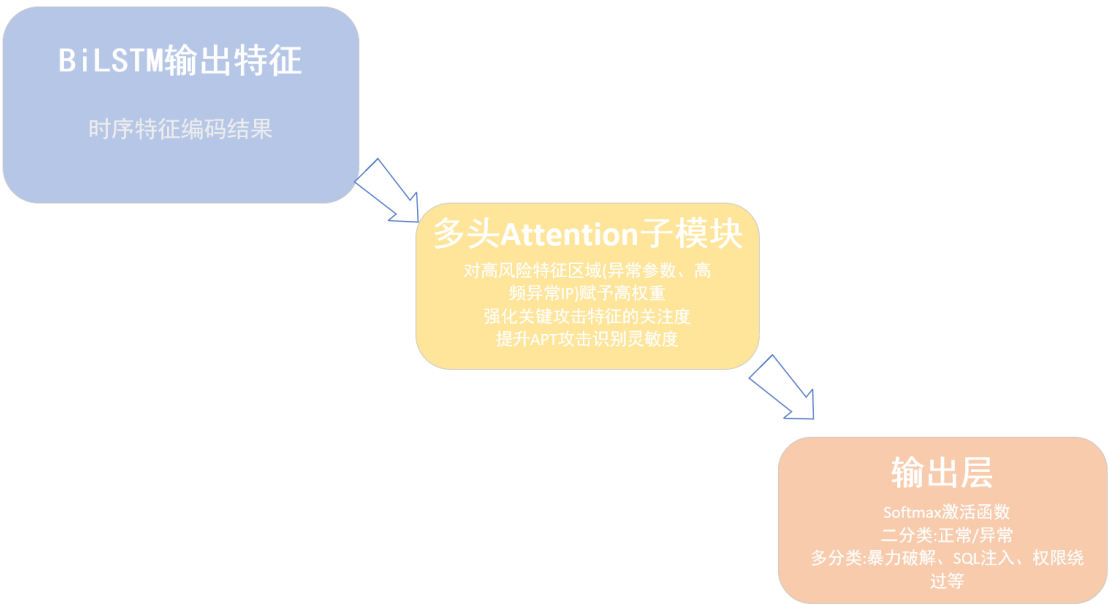 BiLSTM输出特征
时序特征编码结果
多头Attention子模块
对高风险特征区域(异常参数、高
频异常IP)赋予高权重
强化关键攻击特征的关注度
提升APT攻击识别灵敏度
输出层
Softmax激活函数
二分类:正常/异常
多分类:暴力破解、SQL注入、权限绕
过等